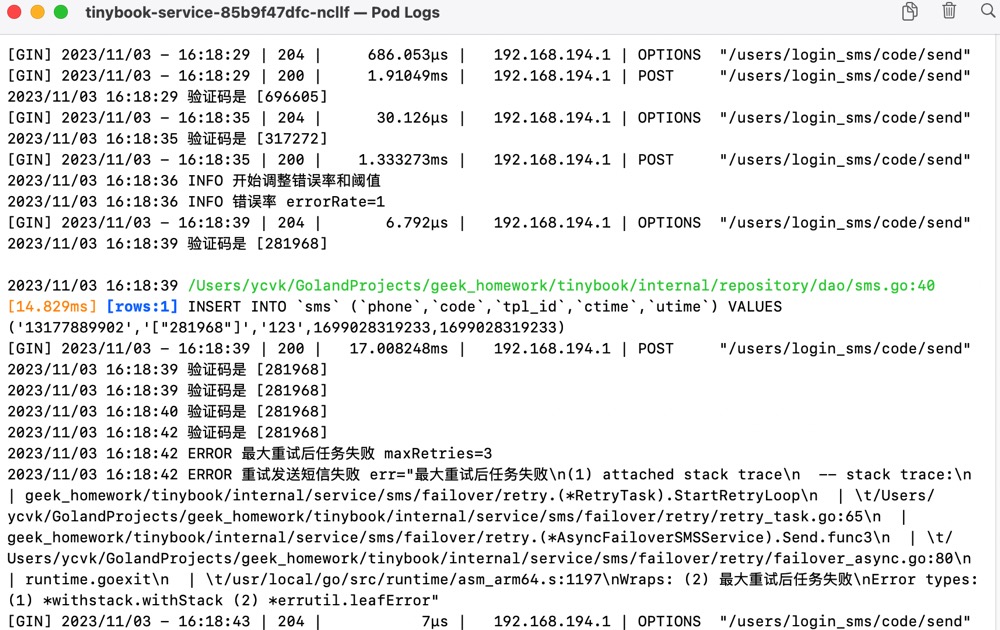 tinybook-service-85b9f47dfc-ncllf — Pod Logs
[GIN] 2023/11/03 - 16:18:29 | 204 |     686.053µs |   192.168.194.1 | OPTIONS  "/users/login_sms/code/send"
[GIN] 2023/11/03 - 16:18:29 | 200 |     1.91049ms |   192.168.194.1 | POST     "/users/login_sms/code/send"
2023/11/03 16:18:29 验证码是 [696605]
[GIN] 2023/11/03 - 16:18:35 | 204 |      30.126µs |   192.168.194.1 | OPTIONS  "/users/login_sms/code/send"
2023/11/03 16:18:35 验证码是 [317272]
[GIN] 2023/11/03 - 16:18:35 | 200 |    1.333273ms |   192.168.194.1 | POST     "/users/login_sms/code/send"
2023/11/03 16:18:36 INFO 开始调整错误率和阈值
2023/11/03 16:18:36 INFO 错误率 errorRate=1
[GIN] 2023/11/03 - 16:18:39 | 204 |       6.792µs |   192.168.194.1 | OPTIONS  "/users/login_sms/code/send"
2023/11/03 16:18:39 验证码是 [281968]
2023/11/03 16:18:39 /Users/ycvk/GolandProjects/geek_homework/tinybook/internal/repository/dao/sms.go:40
[14.829ms] [rows:1] INSERT INTO `sms` (`phone`,`code`,`tpl_id`,`ctime`,`utime`) VALUES
('13177889902','["281968"]','123',1699028319233,1699028319233)
[GIN] 2023/11/03 - 16:18:39 | 200 |   17.008248ms |   192.168.194.1 | POST     "/users/login_sms/code/send"
2023/11/03 16:18:39 验证码是 [281968]
2023/11/03 16:18:39 验证码是 [281968]
2023/11/03 16:18:40 验证码是 [281968]
2023/11/03 16:18:42 验证码是 [281968]
2023/11/03 16:18:42 ERROR 最大重试后任务失败 maxRetries=3
2023/11/03 16:18:42 ERROR 重试发送短信失败 err="最大重试后任务失败\n(1) attached stack trace\n  -- stack trace:\n
| geek_homework/tinybook/internal/service/sms/failover/retry.(*RetryTask).StartRetryLoop\n  | \t/Users/
ycvk/GolandProjects/geek_homework/tinybook/internal/service/sms/failover/retry/retry_task.go:65\n  |
geek_homework/tinybook/internal/service/sms/failover/retry.(*AsyncFailoverSMSService).Send.func3\n  | \t/
Users/ycvk/GolandProjects/geek_homework/tinybook/internal/service/sms/failover/retry/failover_async.go:80\n
| runtime.goexit\n  | \t/usr/local/go/src/runtime/asm_arm64.s:1197\nWraps: (2) 最大重试后任务失败\nError types:
(1) *withstack.withStack (2) *errutil.leafError"
[GIN] 2023/11/03 - 16:18:43 | 204 |           7µs |   192.168.194.1 | OPTIONS  "/users/login_sms/code/send"